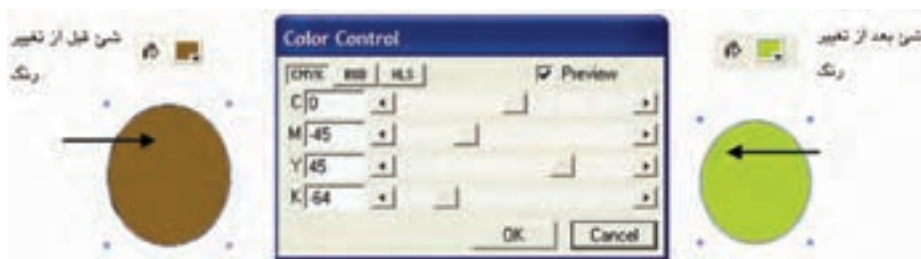 شئ قبل از تغییر
رنگ
Color Control
CMYK RGB HLS Preview
C 0
M -45
Y 45
K -64
OK Cancel
شئ بعد از تغییر
رنگ